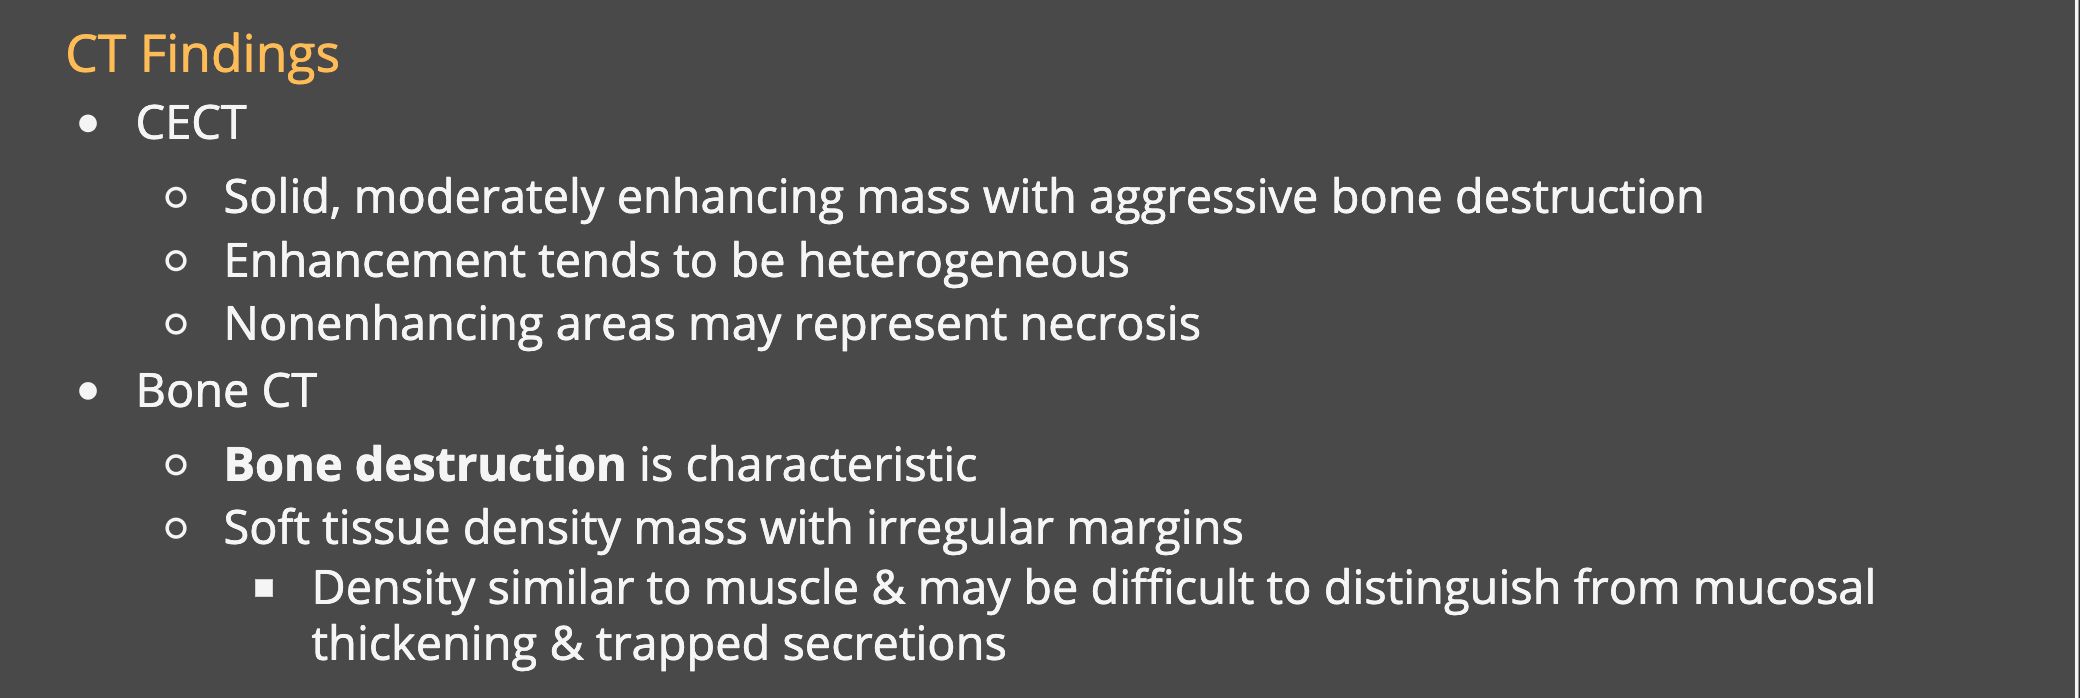 CT Findings
• CECT
○ Solid, moderately enhancing mass with aggressive bone destruction
○ Enhancement tends to be heterogeneous
○ Nonenhancing areas may represent necrosis
• Bone CT
○ Bone destruction is characteristic
○ Soft tissue density mass with irregular margins
▪ Density similar to muscle & may be difficult to distinguish from mucosal
thickening & trapped secretions